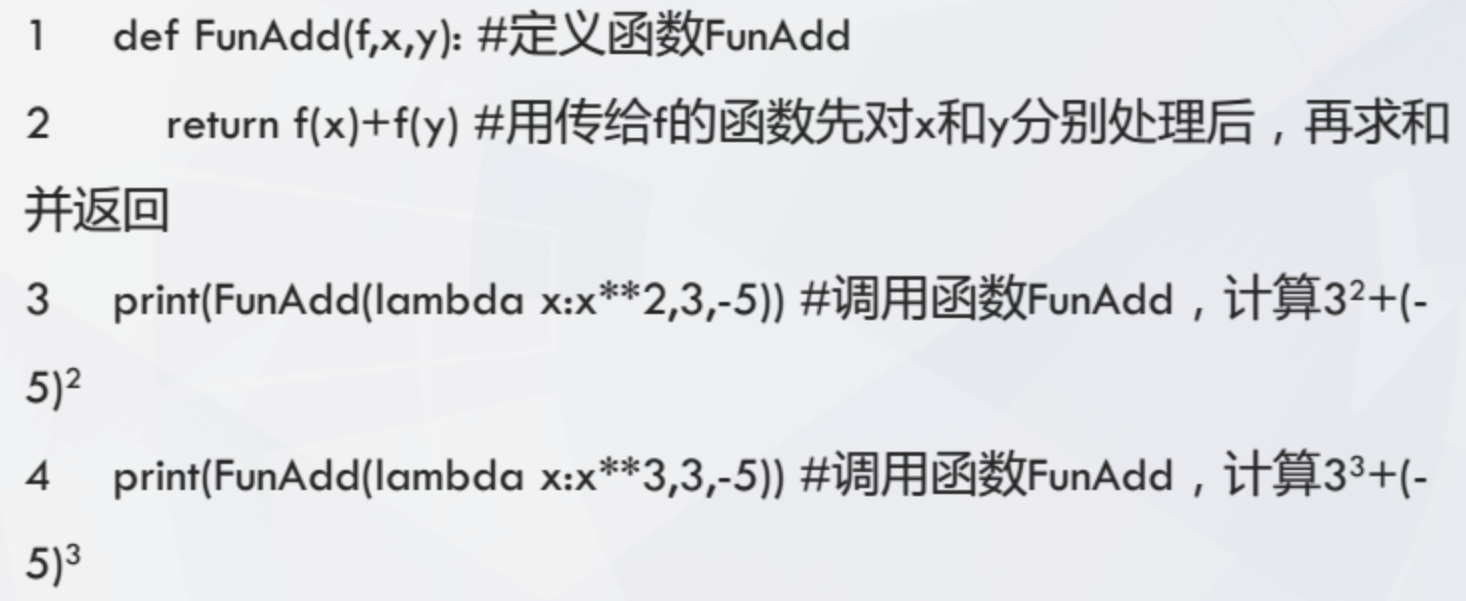 1 def FunAdd(f,x,y): #定义函数FunAdd
2 return f(x)+f(y) #用传给f的函数先对x和y分别处理后，再求和
并返回
3 print(FunAdd(lambda x:x**2,3,-5)) #调用函数FunAdd，计算3²+(-
5)²
4 print(FunAdd(lambda x:x**3,3,-5)) #调用函数FunAdd，计算3³+(-
5)³